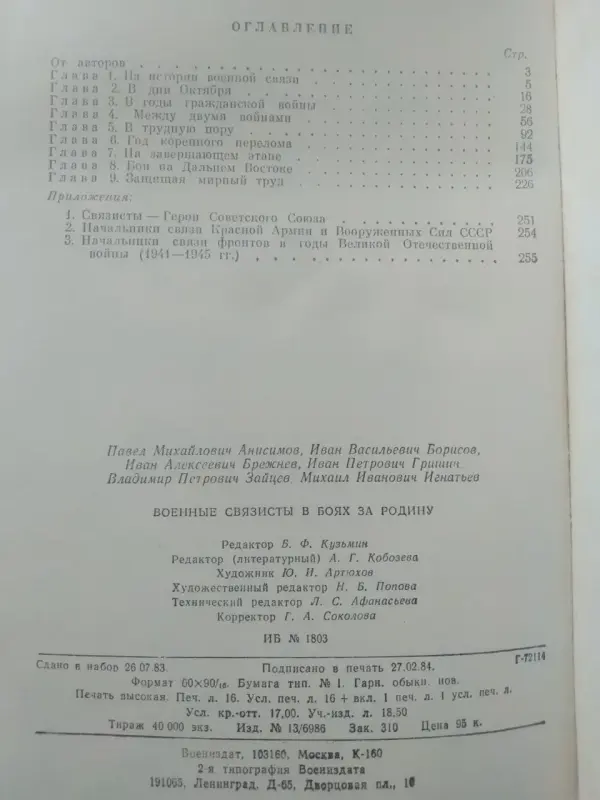 ОГЛАВЛЕНИЕ
Стр.
От авторов . . . . . . . . . . . . . . . . . 3
Глава 1. Из истории военной связи . . . . . . . . . . 5
Глава 2. В дни Октября . . . . . . . . . . . . . 16
Глава 3. В годы гражданской войны . . . . . . . . . . 28
Глава 4. Между двумя войнами . . . . . . . . . . . 56
Глава 5. В трудную пору . . . . . . . . . . . . . 92
Глава 6. Год коренного перелома . . . . . . . . . . 144
Глава 7. На завершающем этапе . . . . . . . . . . 175
Глава 8. Бои на Дальнем Востоке . . . . . . . . . . 206
Глава 9. Защищая мирный труд . . . . . . . . . . 226
Приложения:
1. Связисты — Герои Советского Союза . . . . . . . . 251
2. Начальники связи Красной Армии и Вооруженных Сил СССР 254
3. Начальники связи фронтов в годы Великой Отечественной
войны (1941—1945 гг.) . . . . . . . . . . . . . 255
Павел Михайлович Анисимов, Иван Васильевич Борисов,
Иван Алексеевич Брежнев, Иван Петрович Гришин,
Владимир Петрович Зайцев, Михаил Иванович Игнатьев
ВОЕННЫЕ СВЯЗИСТЫ В БОЯХ ЗА РОДИНУ
Редактор Б. Ф. Кузьмин
Редактор (литературный) А. Г. Кобозева
Художник Ю. И. Артюхов
Художественный редактор Н. Б. Попова
Технический редактор Л. С. Афанасьева
Корректор Г. А. Соколова
ИБ № 1803
Сдано в набор 26 07.83. Подписано в печать 27.02.84. Г-72114
Формат 60×90/16. Бумага тип. № 1. Гарн. обыкн. нов.
Печать высокая. Печ. л. 16. Усл. печ. л. 16 + вкл. 1 печ. л. 1 усл. печ. л.
Усл. кр.-отт. 17,00. Уч.-изд. л. 18,50
Тираж 40 000 экз. Изд. № 13/6986 Зак. 310 Цена 95 к.
Воениздат, 103160, Москва, К-160
2-я типография Воениздата
191065, Ленинград, Д-65, Дворцовая пл., 10